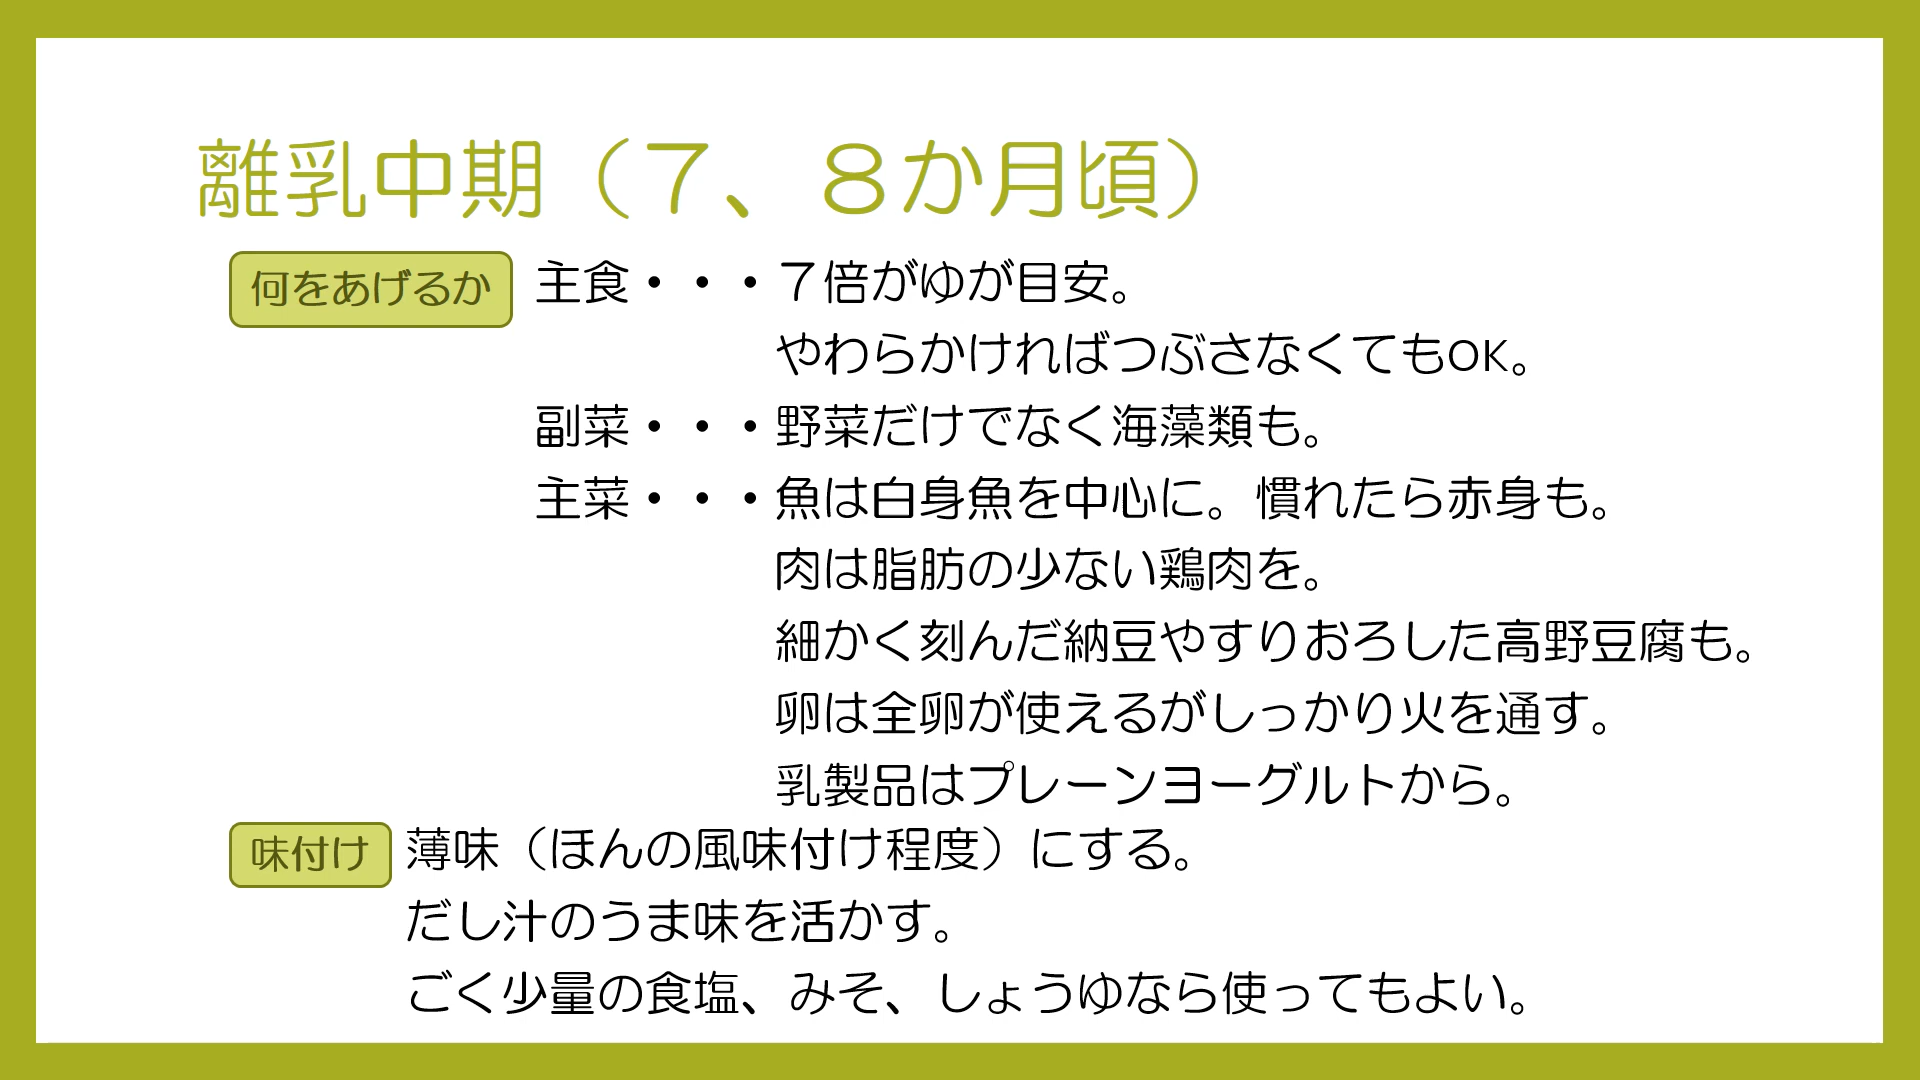 離乳中期（７、８か月頃）
何をあげるか
主食・・・７倍がゆが目安。
やわらかければつぶさなくてもOK。
副菜・・・野菜だけでなく海藻類も。
主菜・・・魚は白身魚を中心に。慣れたら赤身も。
肉は脂肪の少ない鶏肉を。
細かく刻んだ納豆やすりおろした高野豆腐も。
卵は全卵が使えるがしっかり火を通す。
乳製品はプレーンヨーグルトから。
味付け
薄味（ほんの風味付け程度）にする。
だし汁のうま味を活かす。
ごく少量の食塩、みそ、しょうゆなら使ってもよい。